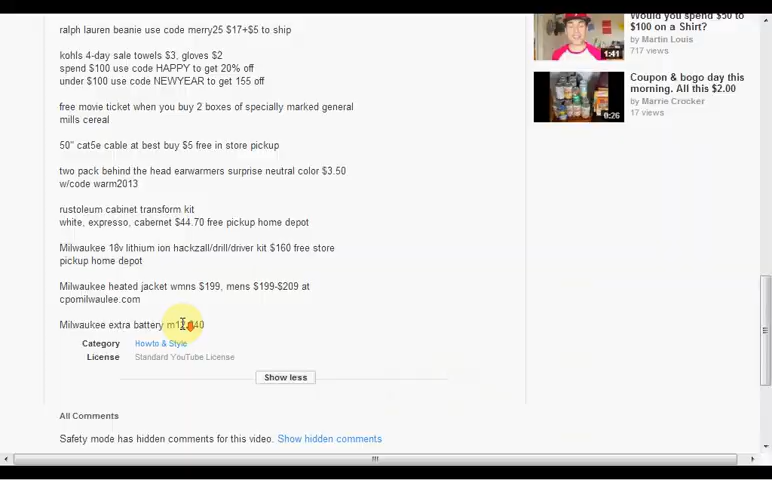 ralph lauren beanie use code merry25 $17+$5 to ship
kohls 4-day sale towels $3, gloves $2
spend $100 use code HAPPY to get 20% off
under $100 use code NEWYEAR to get 155 off
free movie ticket when you buy 2 boxes of specially marked general
mills cereal
50" cat5e cable at best buy $5 free in store pickup
two pack behind the head earwarmers surprise neutral color $3.50
w/code warm2013
rustoleum cabinet transform kit
white, expresso, cabernet $44.70 free pickup home depot
Milwaukee 18v lithium ion hackzall/drill/driver kit $160 free store
pickup home depot
Milwaukee heated jacket wmns $199, mens $199-$209 at
cpomilwaulee.com
Milwaukee extra battery
Category Howto & Style
License Standard YouTube License
Show less
All Comments
Safety mode has hidden comments for this video. Show hidden comments
Would you spend $50 to
$100 on a Shirt?
by Martin Louis
717 views
1:41
Coupon & bogo day this
morning. All this $2.00
by Marrie Crocker
17 views
0:26